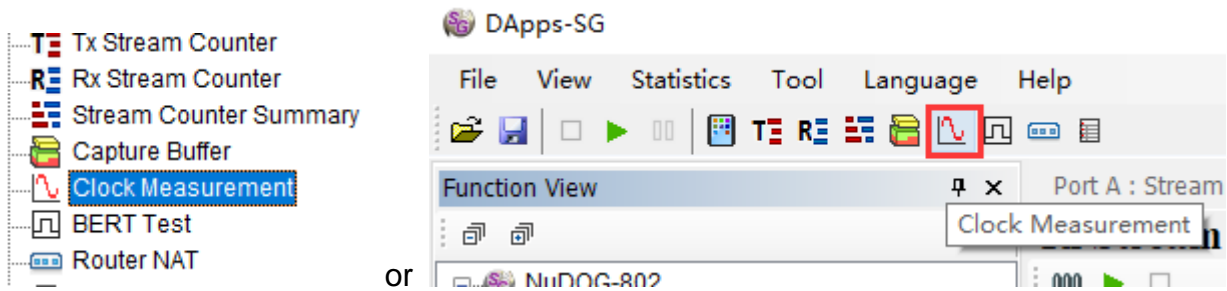 Tx Stream Counter
Rx Stream Counter
Stream Counter Summary
Capture Buffer
Clock Measurement
BERT Test
Router NAT
or
DApps-SG
File View Statistics Tool Language Help
Function View
Port A : Stream
Clock Measurement
NuDOG-802